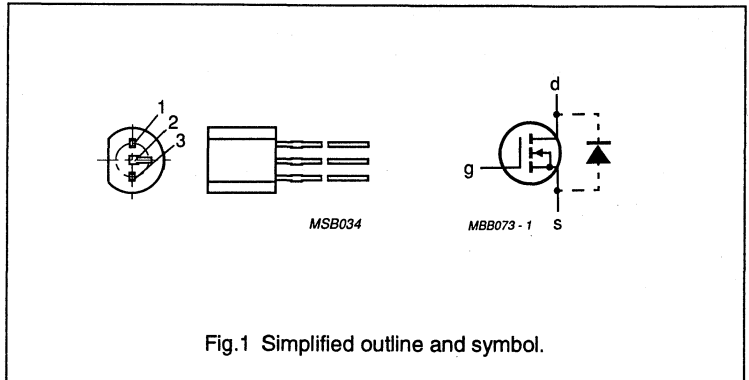 1
2
3
d
g
s
MSB034
MBB073 - 1
Fig.1 Simplified outline and symbol.